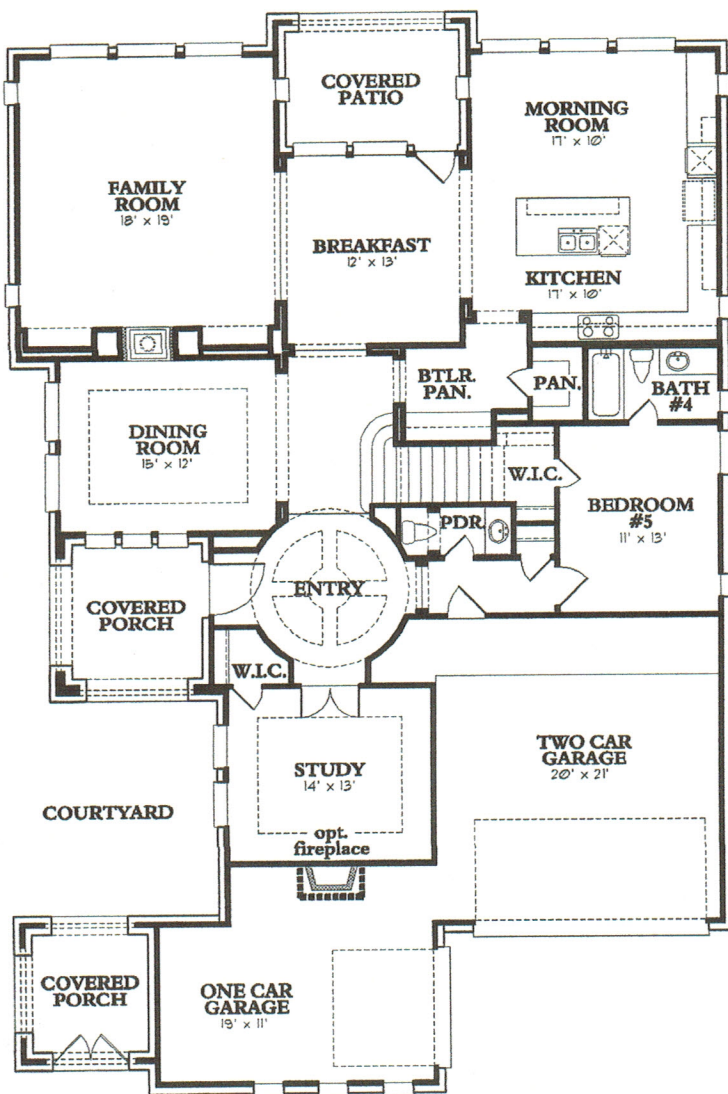 COVERED
PATIO
MORNING
ROOM
17' x 10'
FAMILY
ROOM
18' x 19'
BREAKFAST
12' x 13'
KITCHEN
17' x 10'
BTLR.
PAN.
PAN.
BATH
#4
DINING
ROOM
15' x 12'
W.I.C.
BEDROOM
#5
11' x 13'
PDR.
ENTRY
COVERED
PORCH
W.I.C.
STUDY
14' x 13'
opt.
fireplace
TWO CAR
GARAGE
20' x 21'
COURTYARD
COVERED
PORCH
ONE CAR
GARAGE
19' x 11'